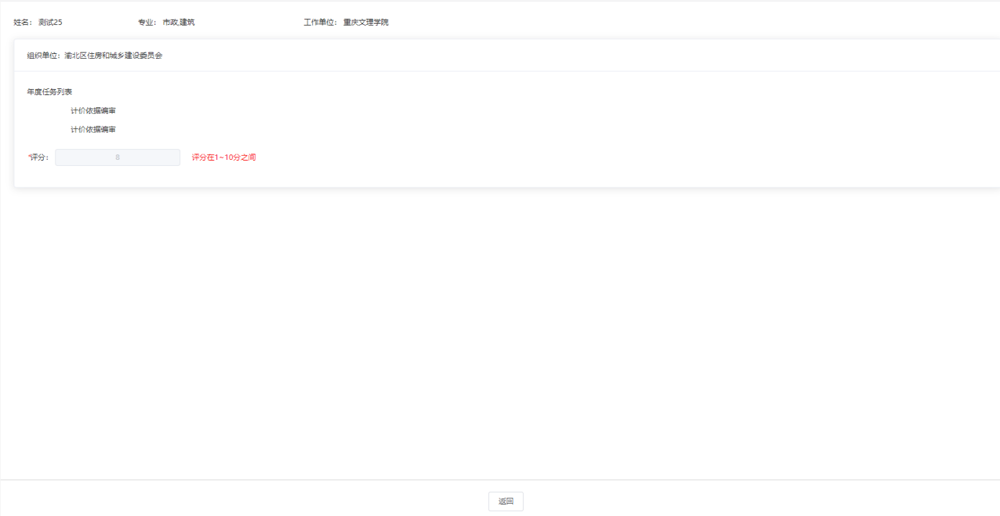 姓名： 测试25 专业： 市政,建筑 工作单位： 重庆文理学院
组织单位：渝北区住房和城乡建设委员会
年度任务列表
计价依据编审
计价依据编审
*评分： 8 评分在1~10分之间
返回